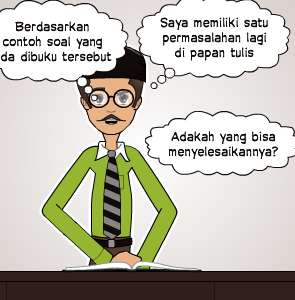 Berdasarkan
contoh soal yang
da dibuku tersebut
Saya memiliki satu
permasalahan lagi
di papan tulis
Adakah yang bisa
menyelesaikannya?